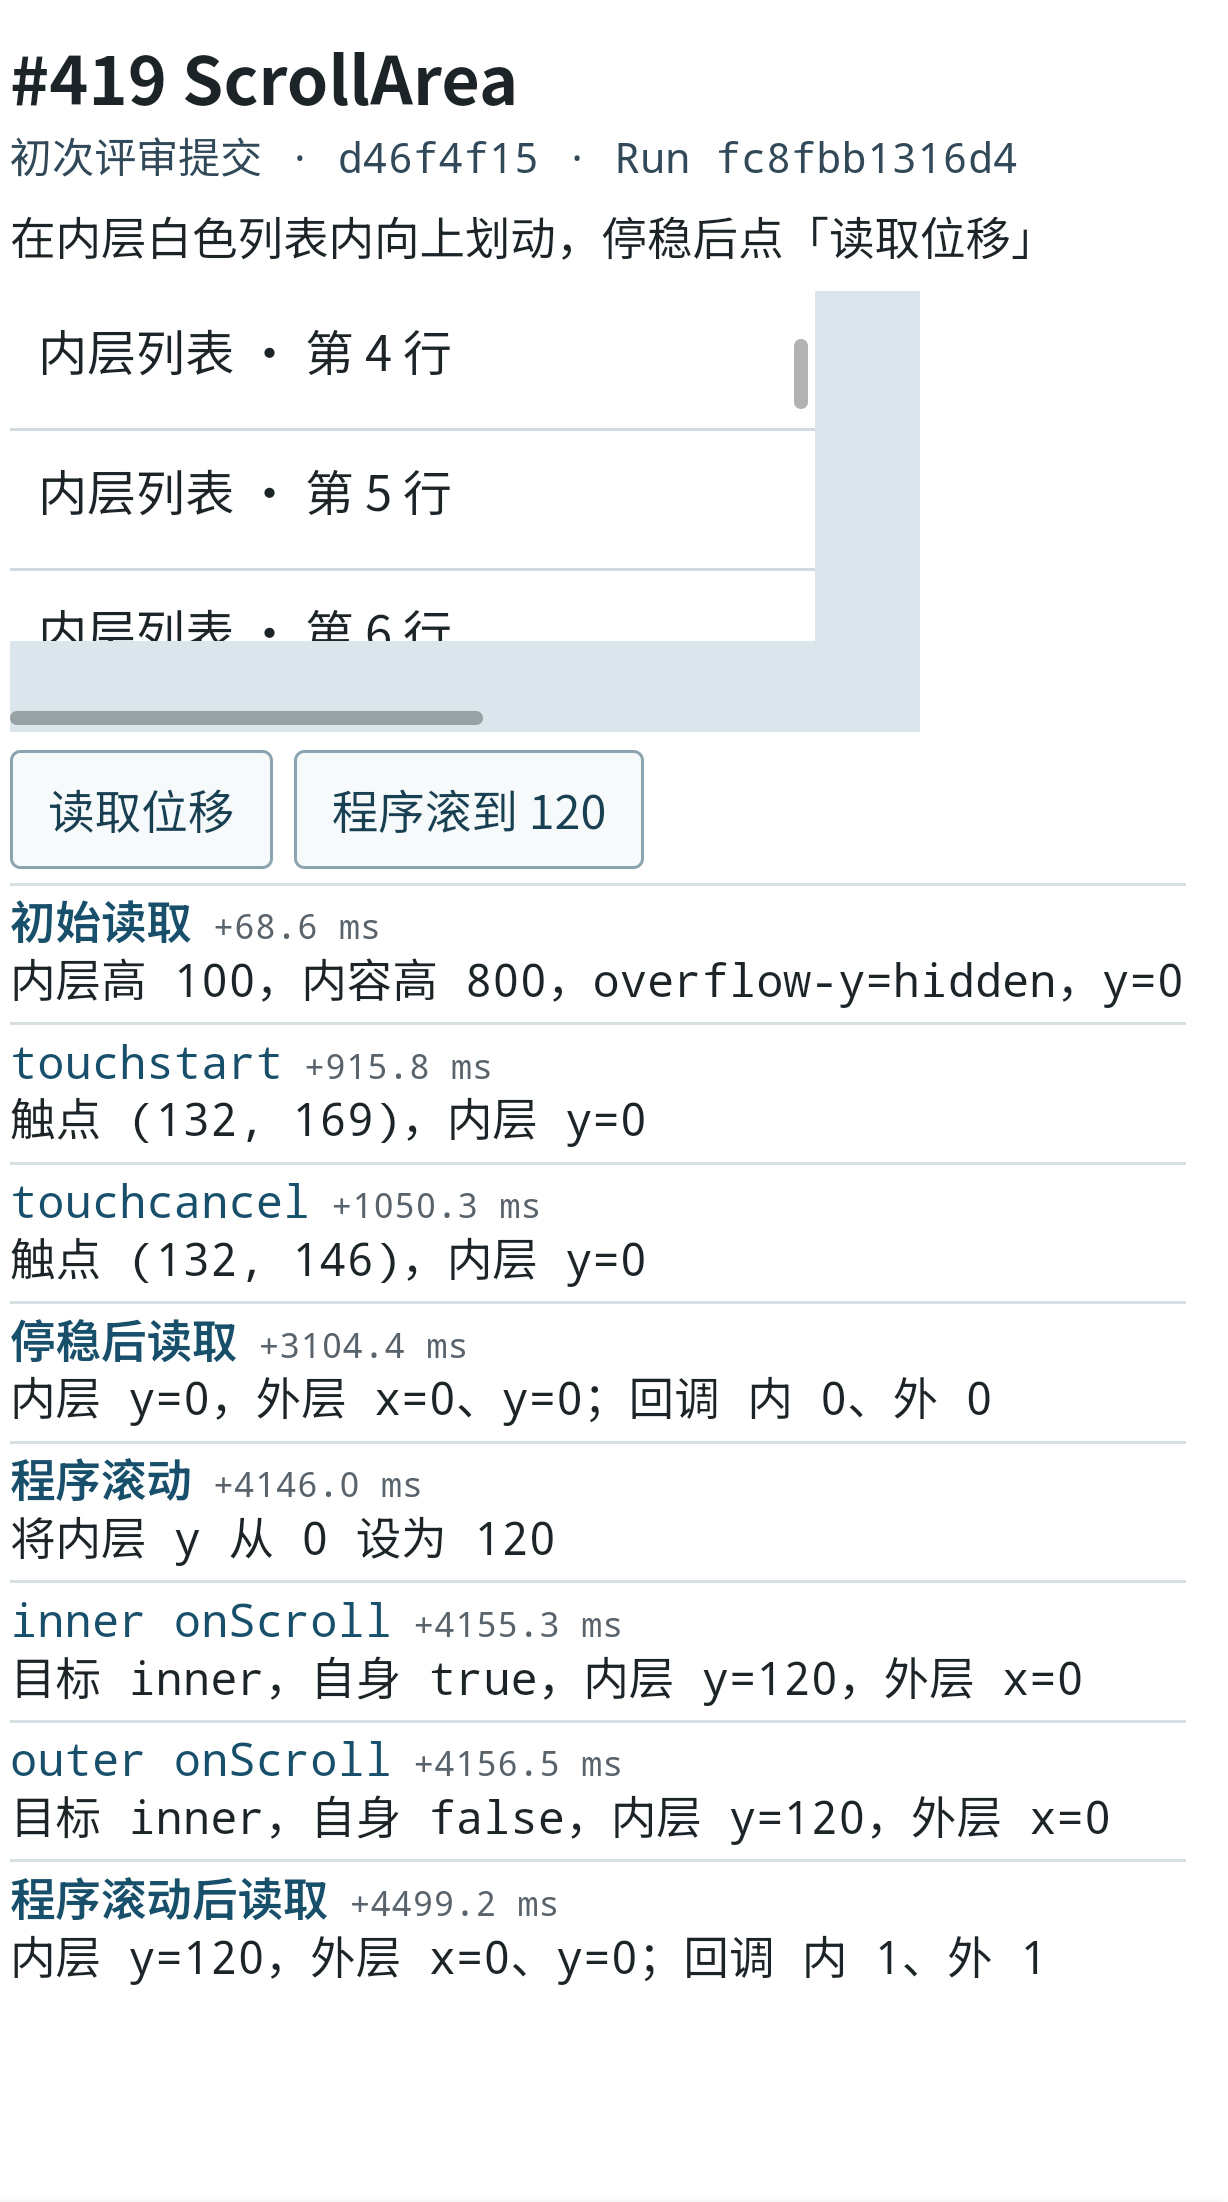 #419 ScrollArea
初次评审提交 · d46f4f15 · Run fc8fbb1316d4
在内层白色列表内向上划动，停稳后点「读取位移」
内层列表 · 第 4 行
内层列表 · 第 5 行
内层列表 · 第 6 行
读取位移 程序滚到 120
初始读取 +68.6 ms
内层高 100，内容高 800，overflow-y=hidden，y=0
touchstart +915.8 ms
触点 (132, 169)，内层 y=0
touchcancel +1050.3 ms
触点 (132, 146)，内层 y=0
停稳后读取 +3104.4 ms
内层 y=0，外层 x=0、y=0；回调 内 0、外 0
程序滚动 +4146.0 ms
将内层 y 从 0 设为 120
inner onScroll +4155.3 ms
目标 inner，自身 true，内层 y=120，外层 x=0
outer onScroll +4156.5 ms
目标 inner，自身 false，内层 y=120，外层 x=0
程序滚动后读取 +4499.2 ms
内层 y=120，外层 x=0、y=0；回调 内 1、外 1